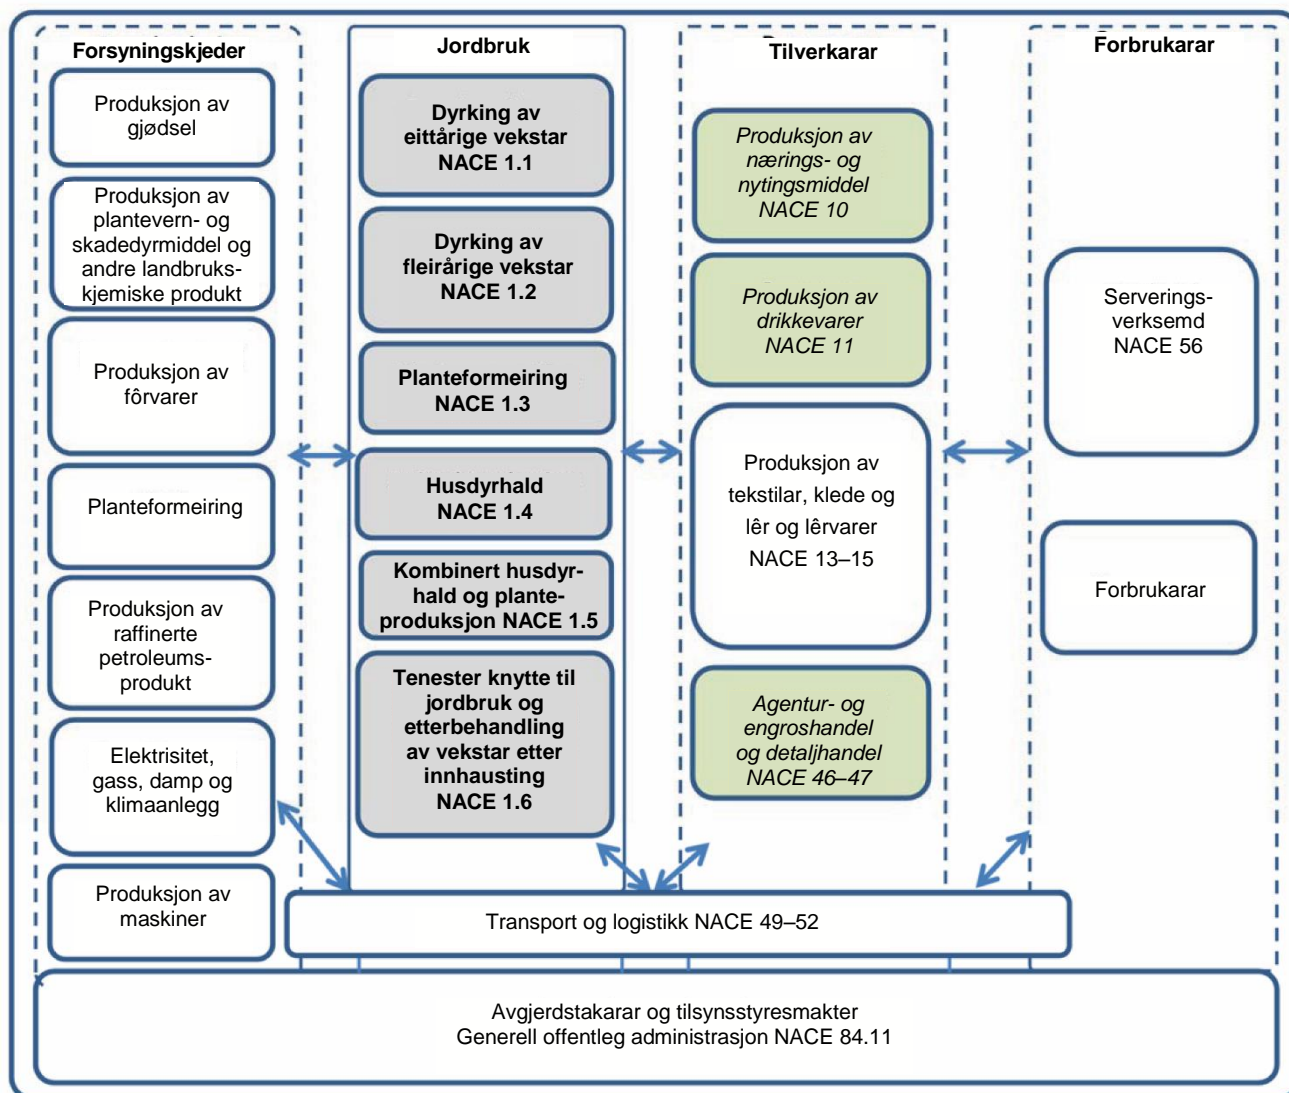 Forsyningskjeder
Produksjon av
gjødsel
Produksjon av
plantevern- og
skadedyrmiddel og
andre landbruks-
kjemiske produkt
Produksjon av
fôrvarer
Planteformeiring
Produksjon av
raffinerte
petroleums-
produkt
Elektrisitet,
gass, damp og
klimaanlegg
Produksjon av
maskiner
Jordbruk
Dyrking av
eittårige vekstar
NACE 1.1
Dyrking av
fleirårige vekstar
NACE 1.2
Planteformeiring
NACE 1.3
Husdyrhald
NACE 1.4
Kombinert husdyr-
hald og plante-
produksjon NACE 1.5
Tenester knytte til
jordbruk og
etterbehandling
av vekstar etter
innhausting
NACE 1.6
Tilverkarar
Produksjon av
nærings- og
nytingsmiddel
NACE 10
Produksjon av
drikkevarer
NACE 11
Produksjon av
tekstilar, klede og
lêr og lêrvarer
NACE 13–15
Agentur- og
engroshandel
og detaljhandel
NACE 46–47
Forbrukarar
Serverings-
verksemd
NACE 56
Forbrukarar
Transport og logistikk NACE 49–52
Avgjerdstakarar og tilsynsstyresmakter
Generell offentleg administrasjon NACE 84.11